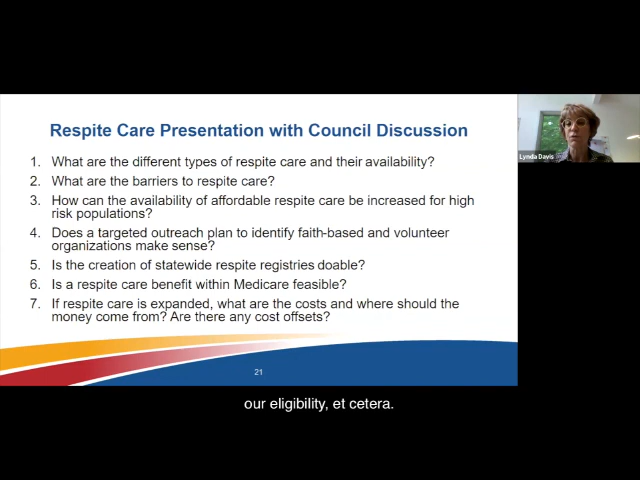 Respite Care Presentation with Council Discussion
1. What are the different types of respite care and their availability?
2. What are the barriers to respite care?
3. How can the availability of affordable respite care be increased for high
risk populations?
4. Does a targeted outreach plan to identify faith-based and volunteer
organizations make sense?
5. Is the creation of statewide respite registries doable?
6. Is a respite care benefit within Medicare feasible?
7. If respite care is expanded, what are the costs and where should the
money come from? Are there any cost offsets?
21
Lynda Davis
our eligibility, et cetera.